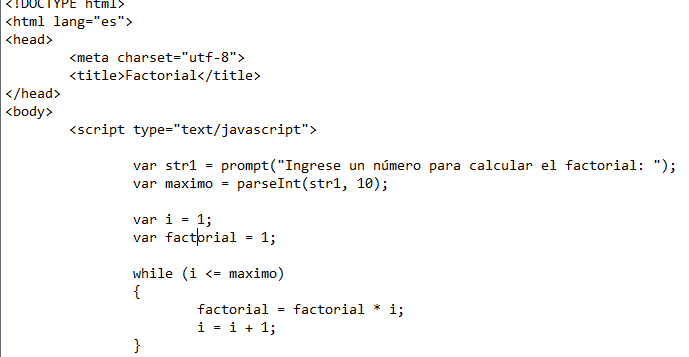 <!DOCTYPE html>
<html lang="es">
<head>
	<meta charset="utf-8">
	<title>Factorial</title>
</head>
<body>
	<script type="text/javascript">

		var str1 = prompt("Ingrese un número para calcular el factorial: ");
		var maximo = parseInt(str1, 10);

		var i = 1;
		var factorial = 1;

		while (i <= maximo)
		{
			factorial = factorial * i;
			i = i + 1;
		}